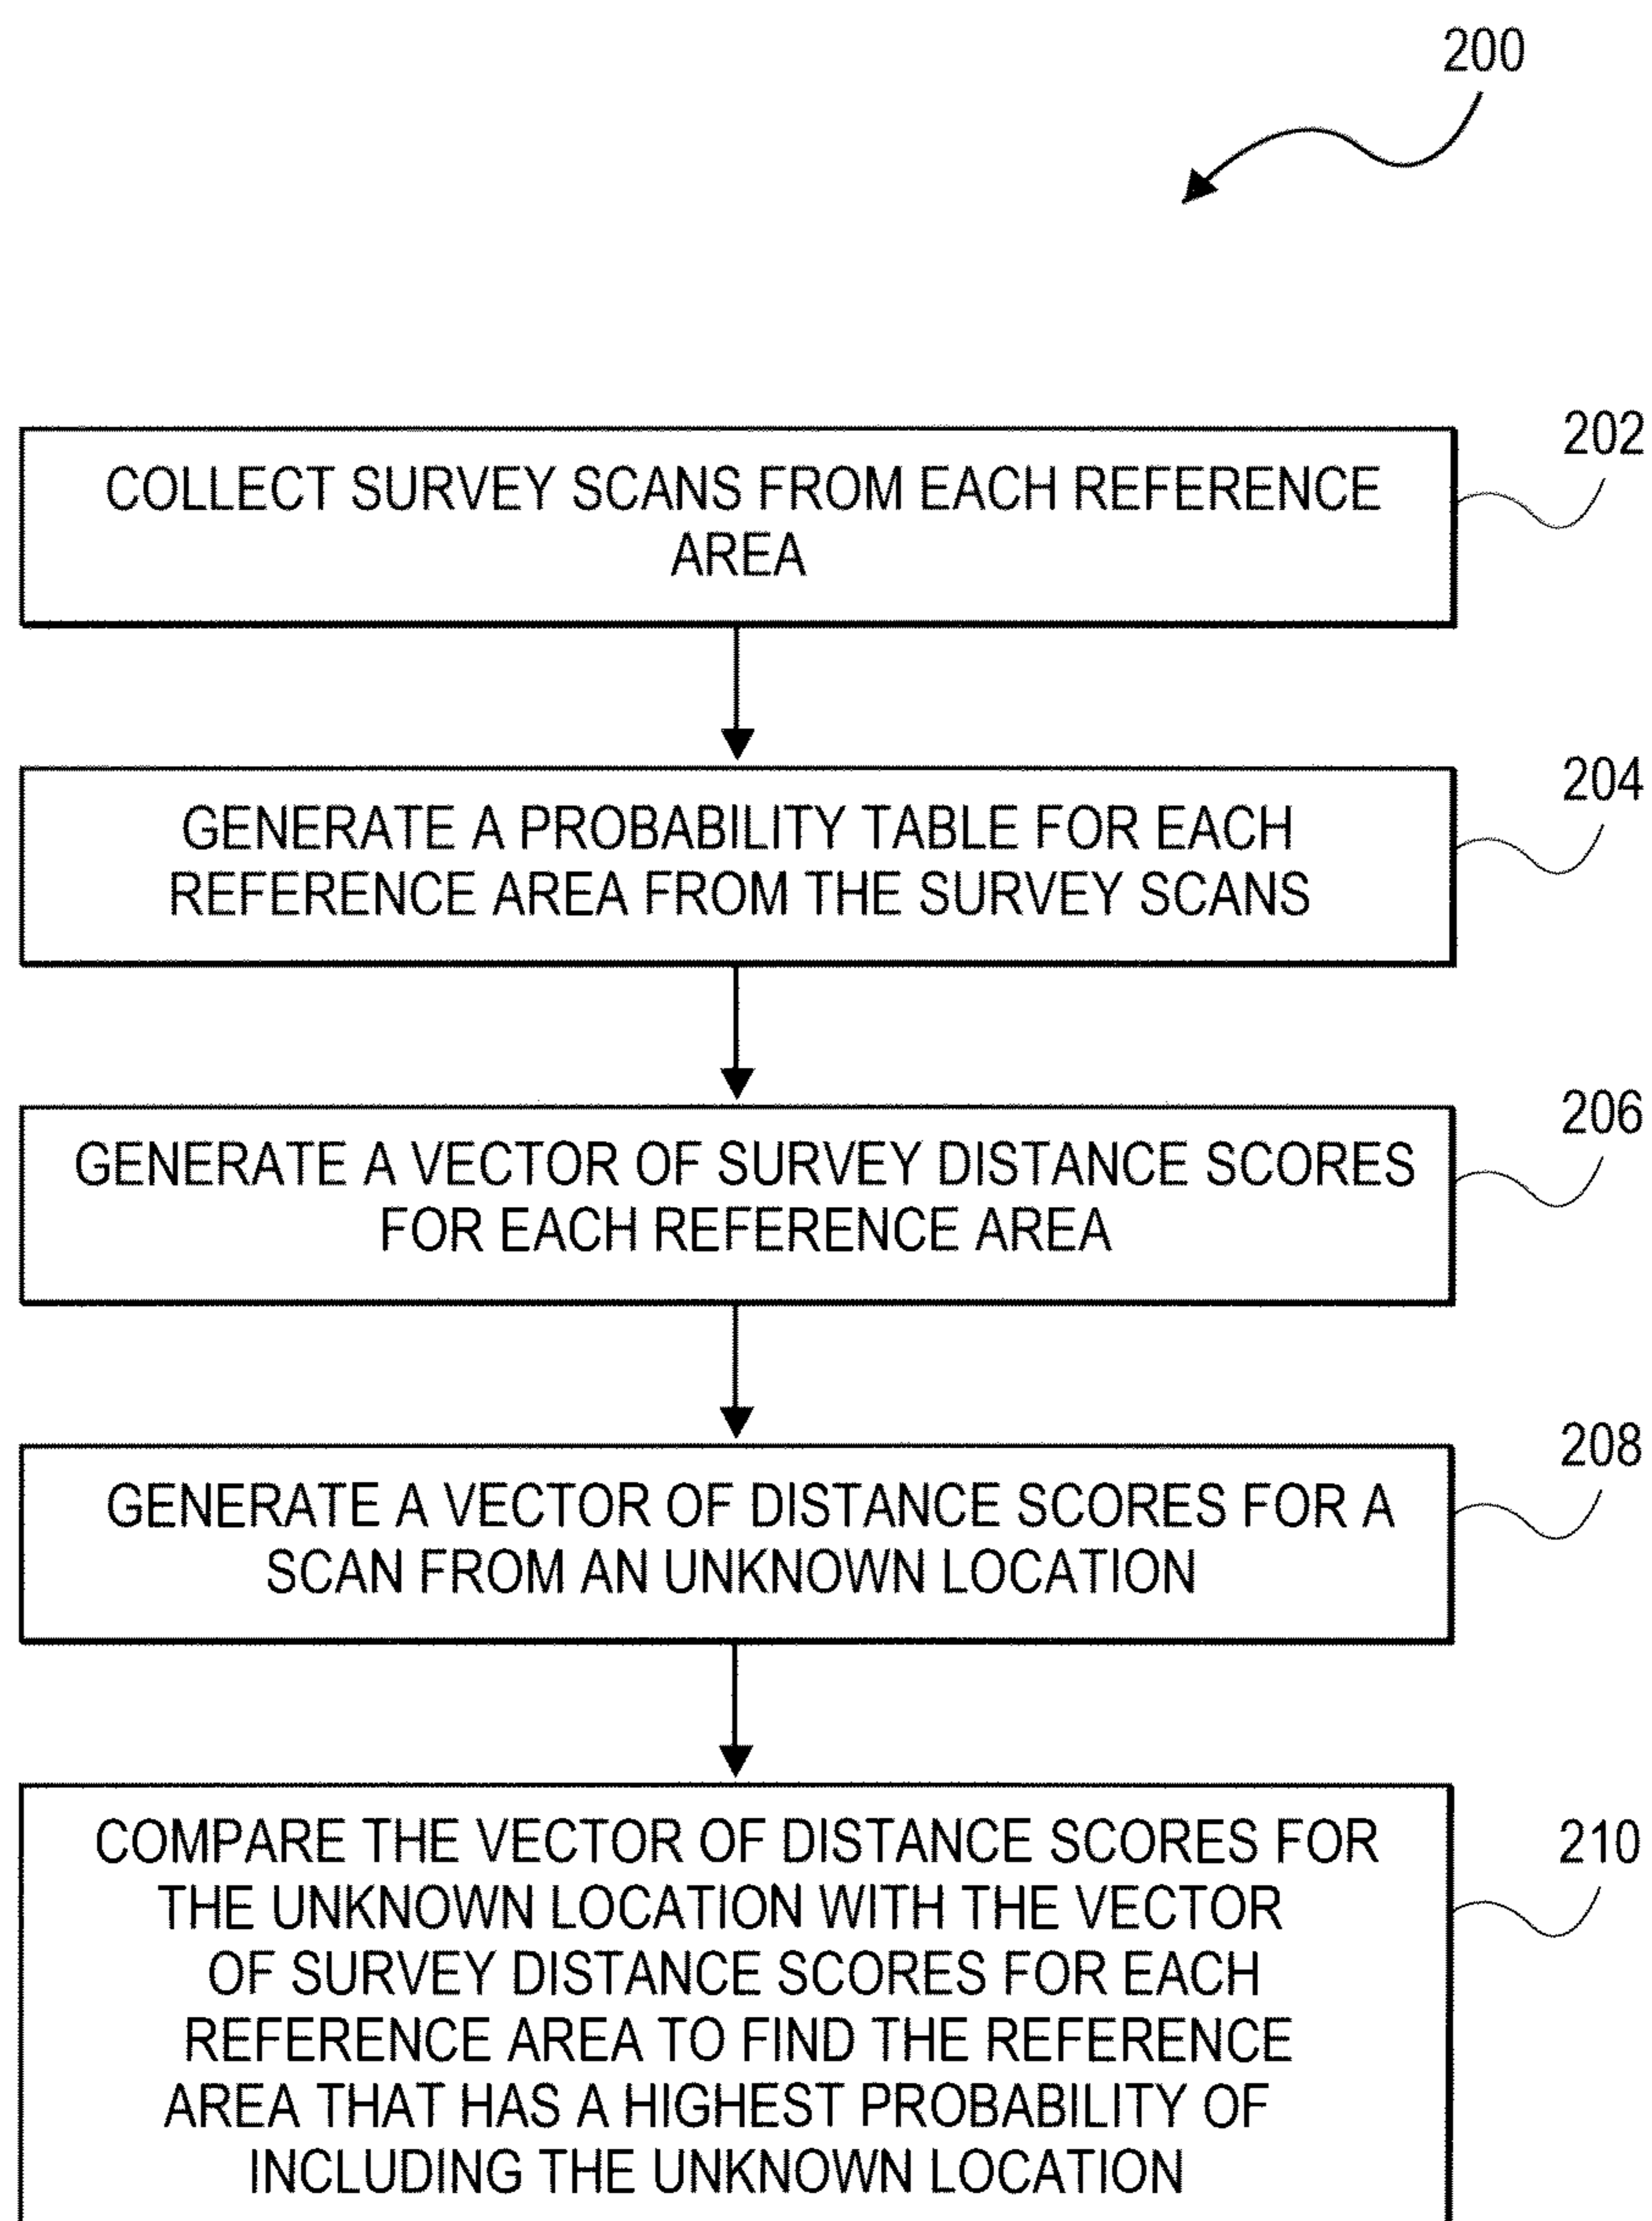 200
COLLECT SURVEY SCANS FROM EACH REFERENCE
AREA
202
GENERATE A PROBABILITY TABLE FOR EACH
REFERENCE AREA FROM THE SURVEY SCANS
204
GENERATE A VECTOR OF SURVEY DISTANCE SCORES
FOR EACH REFERENCE AREA
206
GENERATE A VECTOR OF DISTANCE SCORES FOR A
SCAN FROM AN UNKNOWN LOCATION
208
COMPARE THE VECTOR OF DISTANCE SCORES FOR
THE UNKNOWN LOCATION WITH THE VECTOR
OF SURVEY DISTANCE SCORES FOR EACH
REFERENCE AREA TO FIND THE REFERENCE
AREA THAT HAS A HIGHEST PROBABILITY OF
INCLUDING THE UNKNOWN LOCATION
210